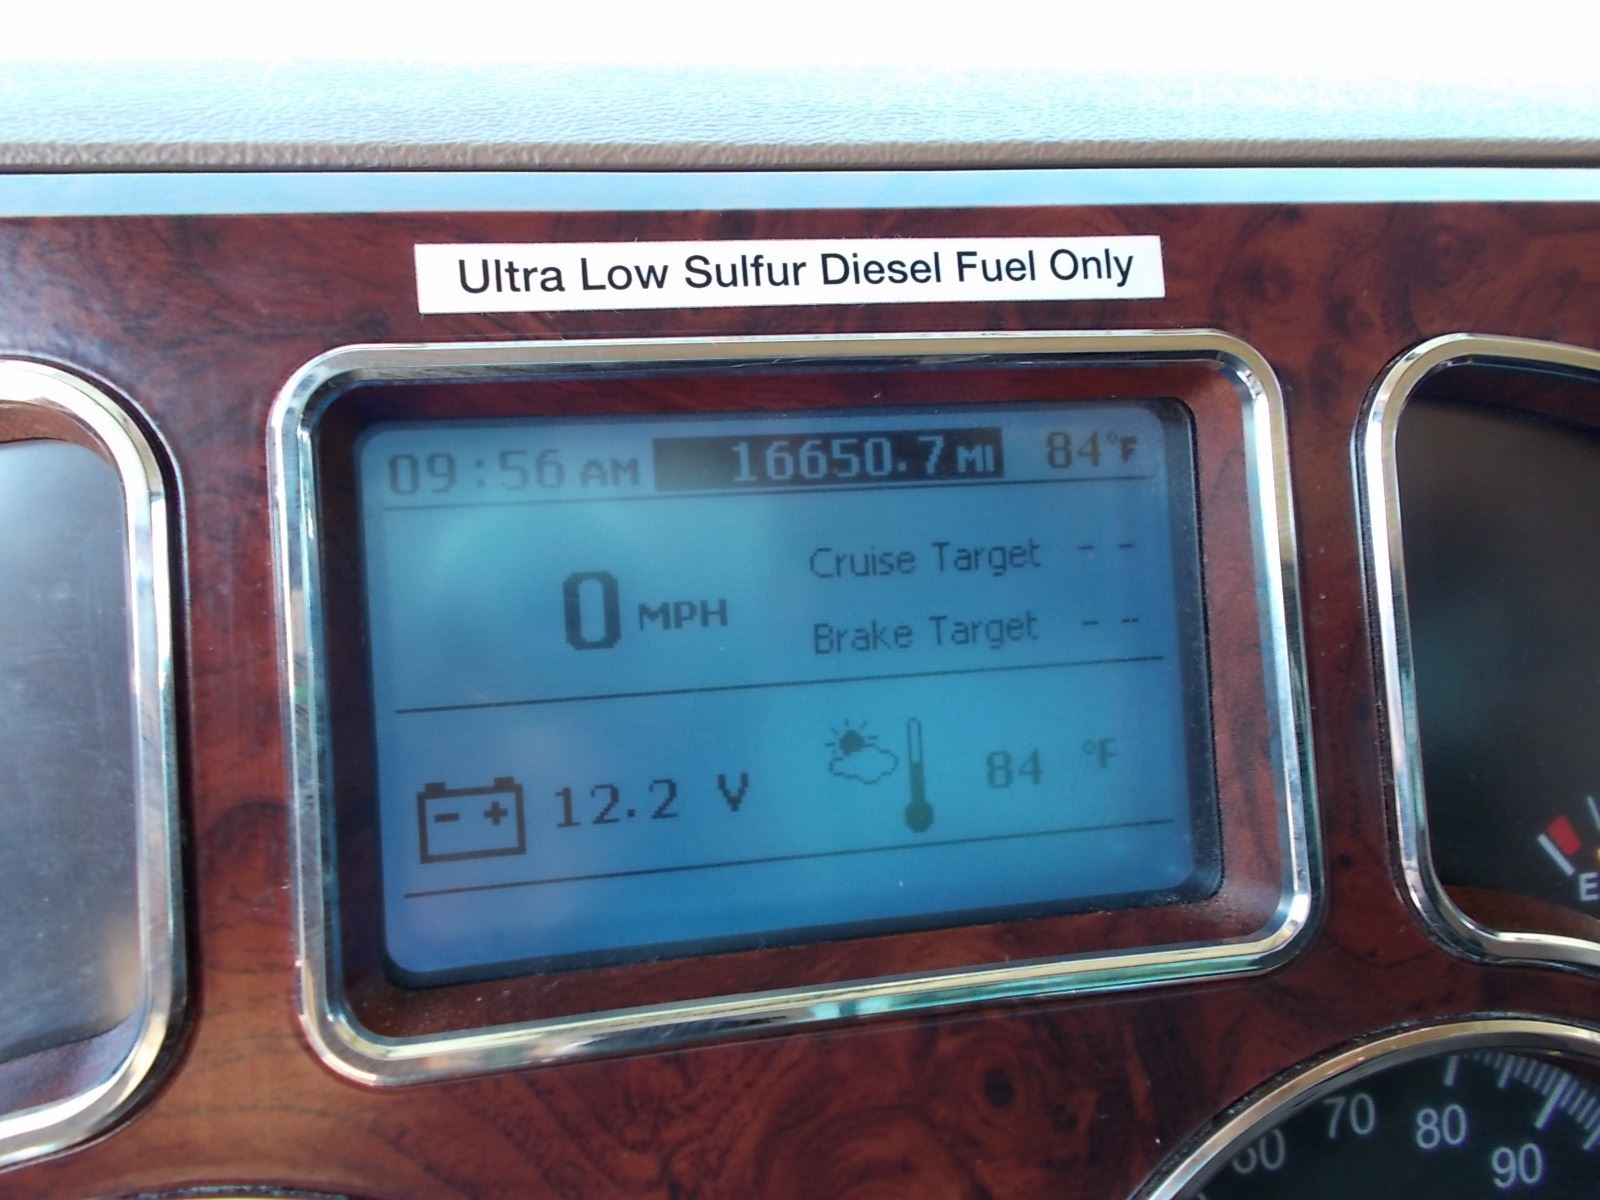 Ultra Low Sulfur Diesel Fuel Only
09:56 AM 16650.7 MI 84°F
0 MPH
Cruise Target - -
Brake Target - -
- + 12.2 V 84 °F
E
70 80 90